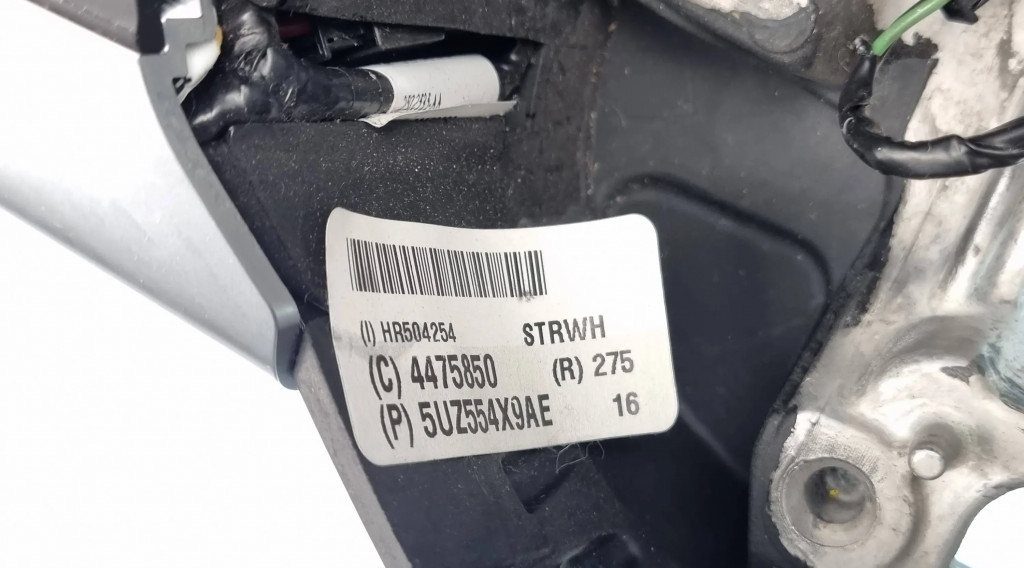 (I) HR504254 STRWH
(C) 4475850 (R) 275
(P) 5UZ554X9AE 16